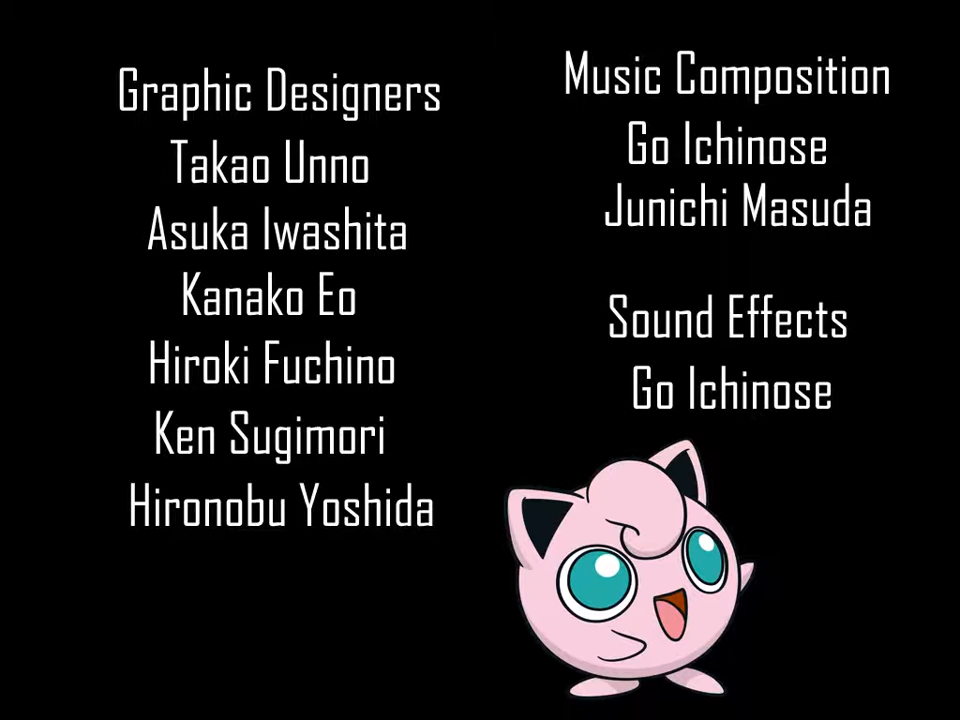 Graphic Designers
Takao Unno
Asuka Iwashita
Kanako Eo
Hiroki Fuchino
Ken Sugimori
Hironobu Yoshida
Music Composition
Go Ichinose
Junichi Masuda
Sound Effects
Go Ichinose